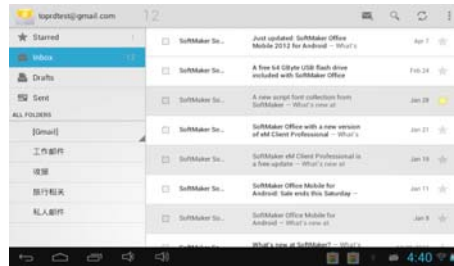 toprdtest@gmail.com
12
Starred
1
Inbox
12
Drafts
Sent
ALL FOLDERS
[Gmail]
工作邮件
收据
旅行相关
私人邮件
SoftMaker So...
Just updated: SoftMaker Office
Mobile 2012 for Android – What's
Apr 7
SoftMaker So...
A free 64 GByte USB flash drive
included with SoftMaker Office
Feb 24
SoftMaker So...
A new script font collection from
SoftMaker – What's new at
Jan 28
SoftMaker So...
SoftMaker Office with a new version
of eM Client Professional – What's
Jan 21
SoftMaker So...
SoftMaker eM Client Professional is
a free update – What's new at
Jan 19
SoftMaker So...
SoftMaker Office Mobile for
Android: Sale ends this Saturday –
Jan 11
SoftMaker So...
SoftMaker Office Mobile for
Android – What's new at
Jan 8
What's new at SoftMaker? – What's
4:40